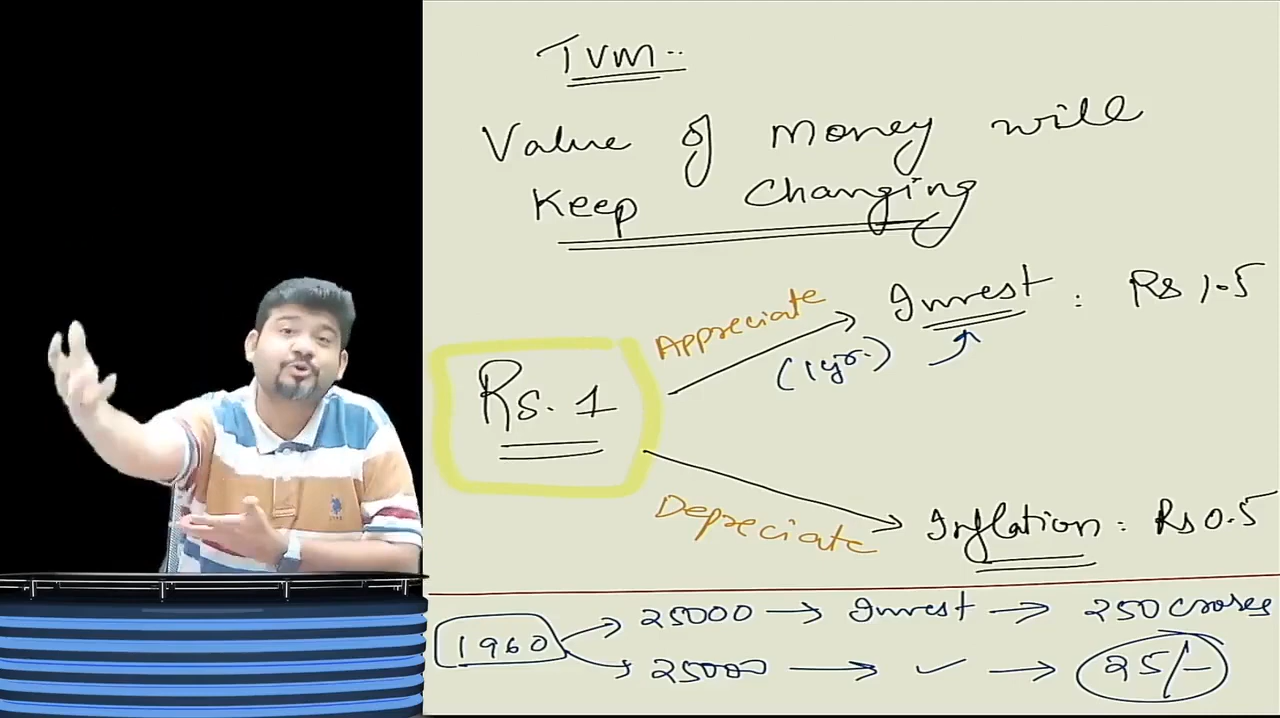 TVM..
Value of Money will
Keep Changing
Appreciate
Invest : Rs 1.5
(1yr.)
Rs. 1
Depreciate
Inflation : Rs 0.5
1960
25000 → Invest → 250 crores
25000 → ✓ → 25/-